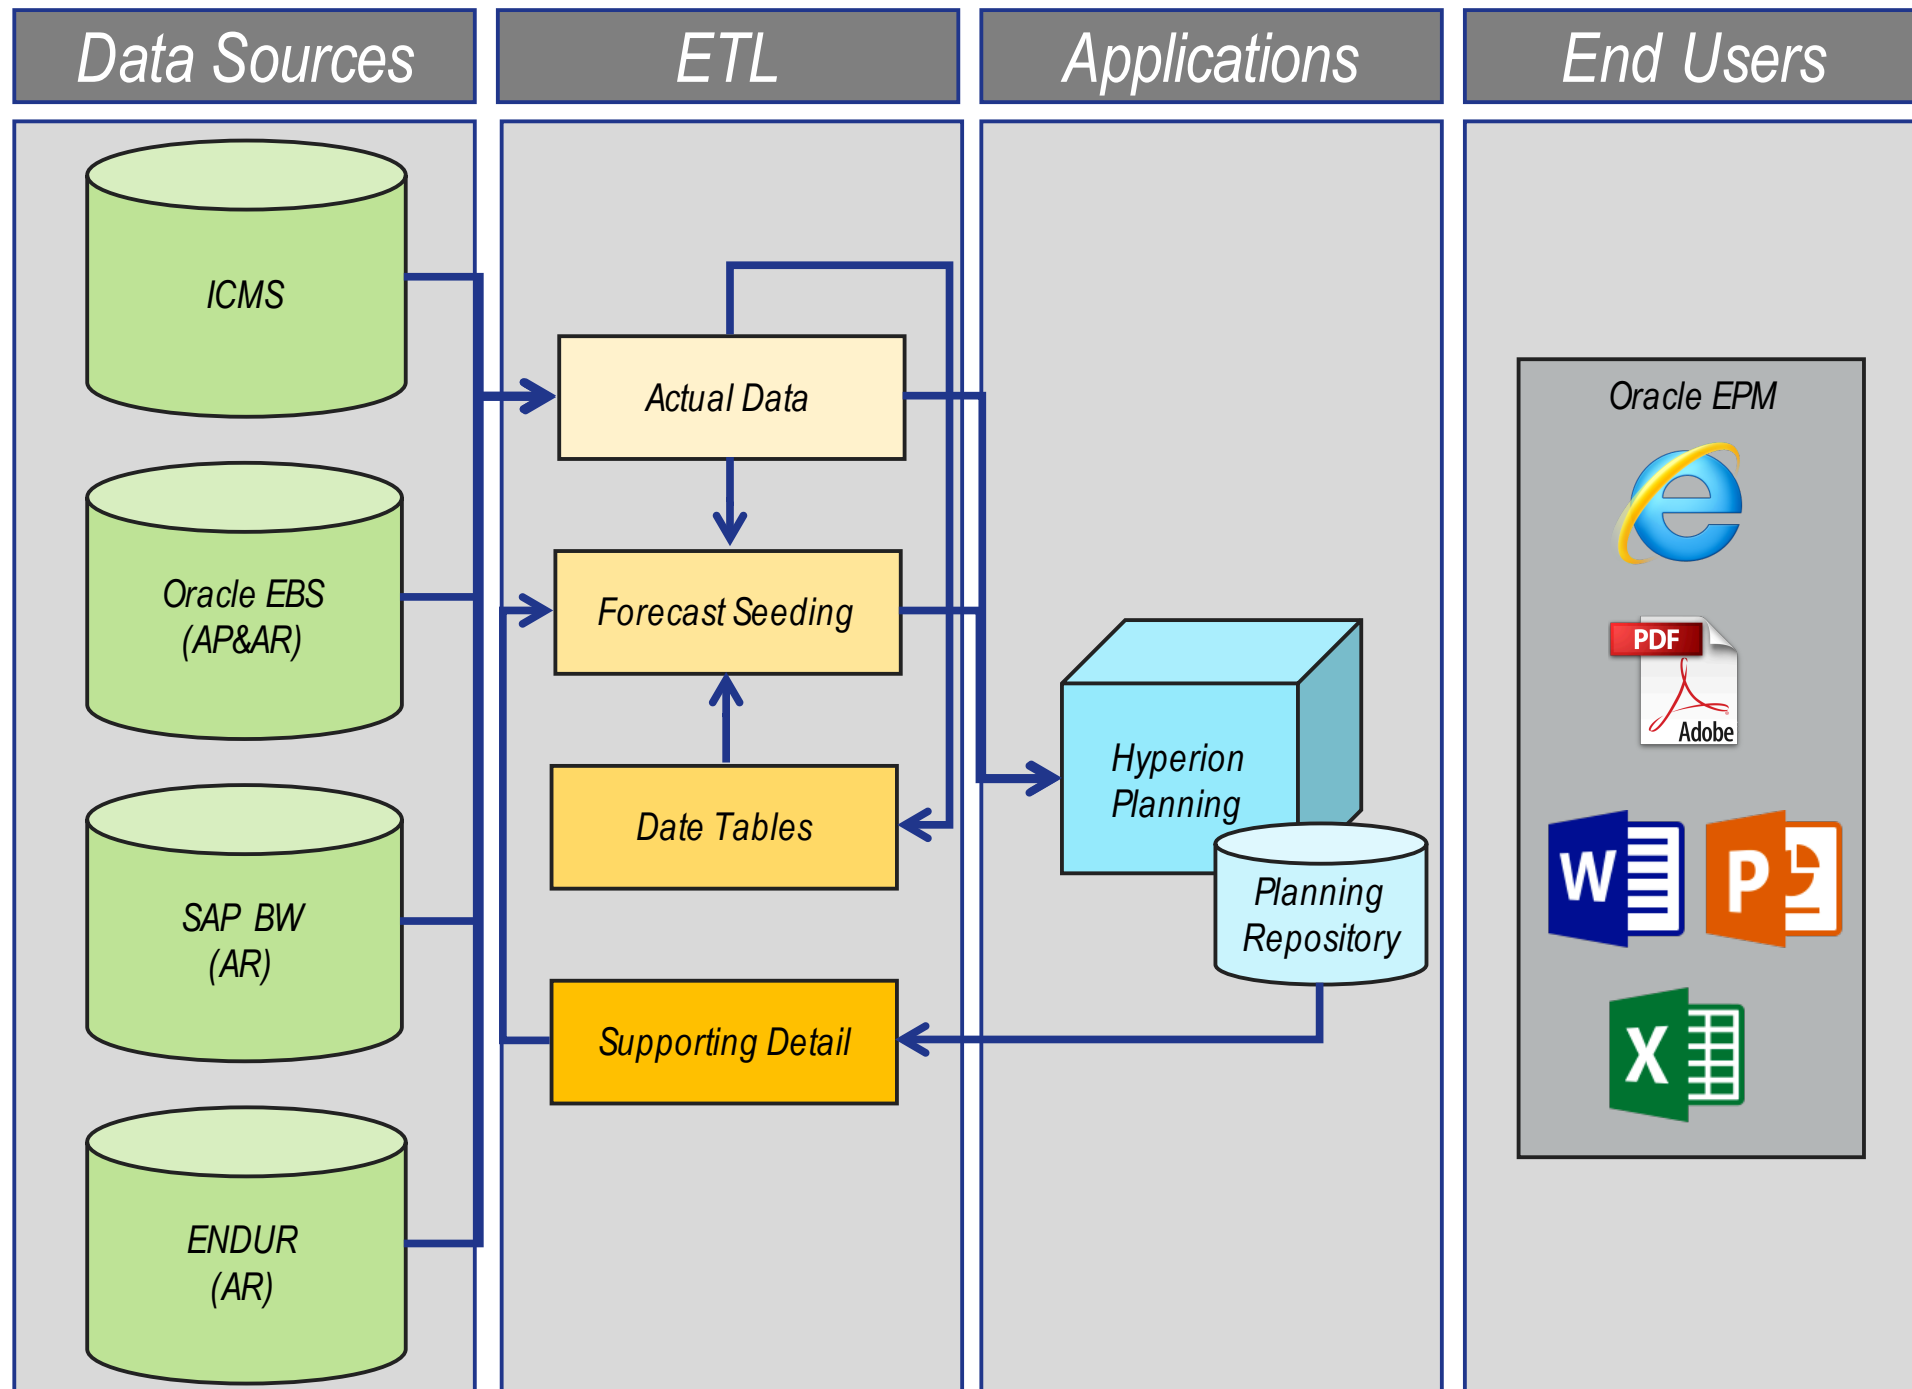 Data Sources
ETL
Applications
End Users
ICMS
Oracle EBS
(AP&AR)
SAP BW
(AR)
ENDUR
(AR)
Actual Data
Forecast Seeding
Date Tables
Supporting Detail
Hyperion
Planning
Planning
Repository
Oracle EPM
e
PDF
Adobe
W
P
X